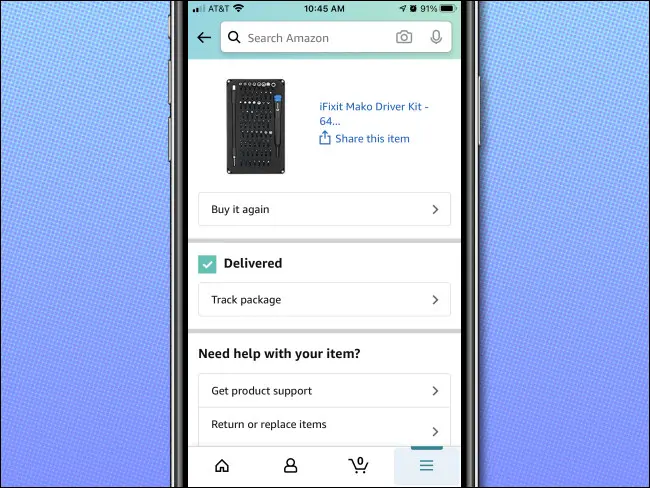 AT&T 10:45 AM 91%
Search Amazon
iFixit Mako Driver Kit -
64...
Share this item
Buy it again
Delivered
Track package
Need help with your item?
Get product support
Return or replace items
0